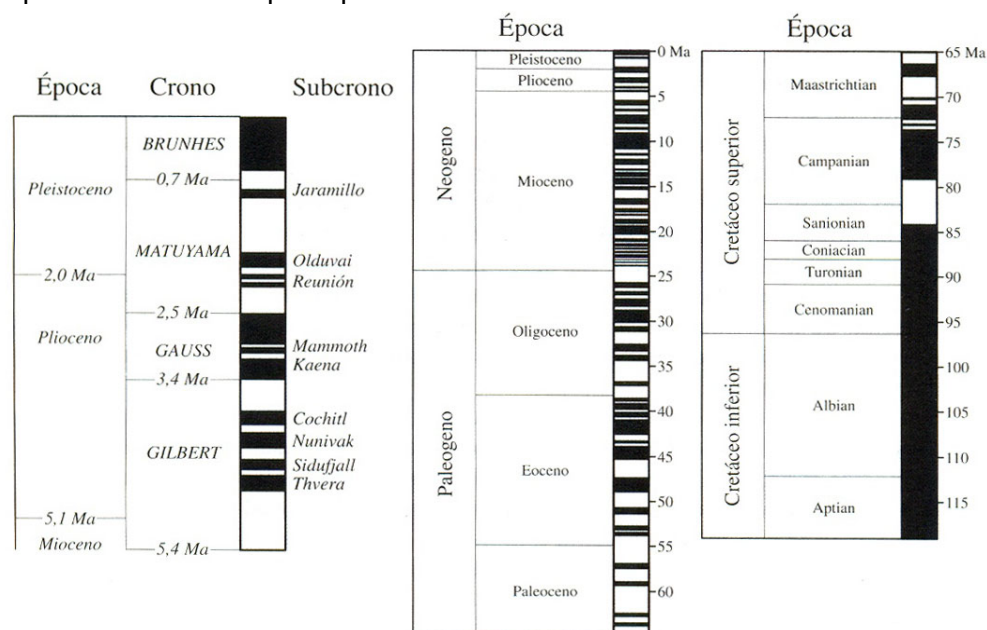 Época Crono Subcrono
BRUNHES
0,7 Ma
Pleistoceno
Jaramillo
MATUYAMA
Olduvai
2,0 Ma
Reunión
2,5 Ma
Plioceno
GAUSS
Mammoth
Kaena
3,4 Ma
Cochitl
Nunivak
GILBERT
Sidufjall
Thvera
5,1 Ma
Mioceno
5,4 Ma
Época
Neogeno
Pleistoceno
Plioceno
Mioceno
Paleogeno
Oligoceno
Eoceno
Paleoceno
0 Ma
5
10
15
20
25
30
35
40
45
50
55
60
Época
Cretáceo superior
Maastrichtian
Campanian
Sanionian
Coniacian
Turonian
Cenomanian
Cretáceo inferior
Albian
Aptian
65 Ma
70
75
80
85
90
95
100
105
110
115